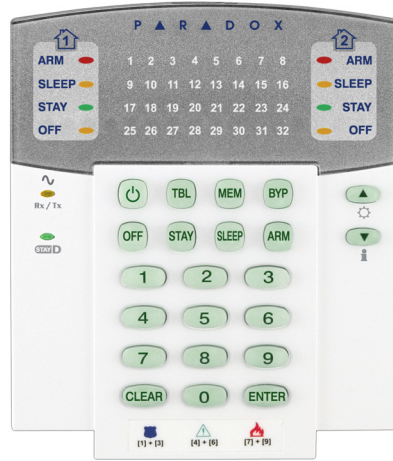 PARADOX
1
2
ARM 1 2 3 4 5 6 7 8 ARM
SLEEP 9 10 11 12 13 14 15 16 SLEEP
STAY 17 18 19 20 21 22 23 24 STAY
OFF 25 26 27 28 29 30 31 32 OFF
Rx / Tx
STAY D
TBL MEM BYP
OFF STAY SLEEP ARM
1 2 3
4 5 6
7 8 9
CLEAR 0 ENTER
i
[1] + [3] [4] + [6] [7] + [9]